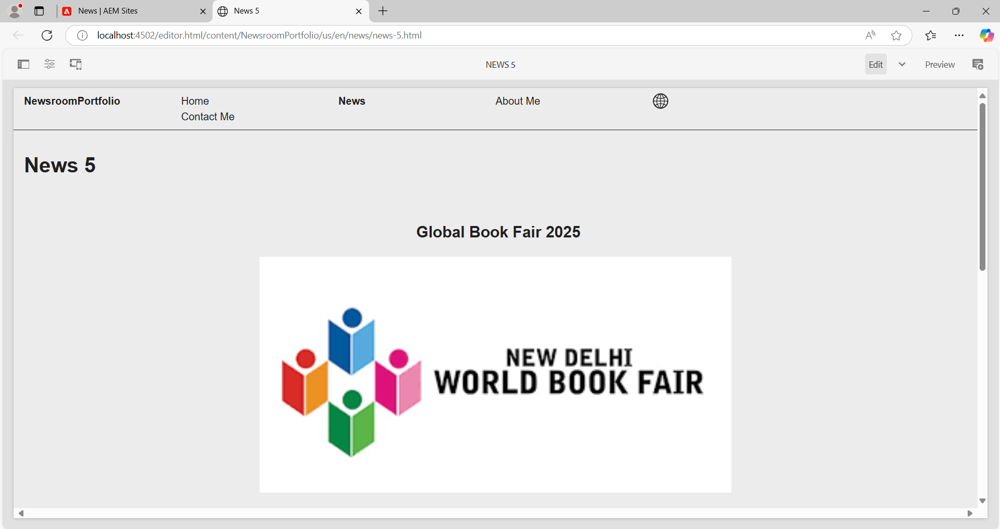 News | AEM Sites
News 5
localhost:4502/editor.html/content/NewsroomPortfolio/us/en/news/news-5.html
NEWS 5
Edit
Preview
NewsroomPortfolio
Home
News
About Me
Contact Me
News 5
Global Book Fair 2025
NEW DELHI
WORLD BOOK FAIR